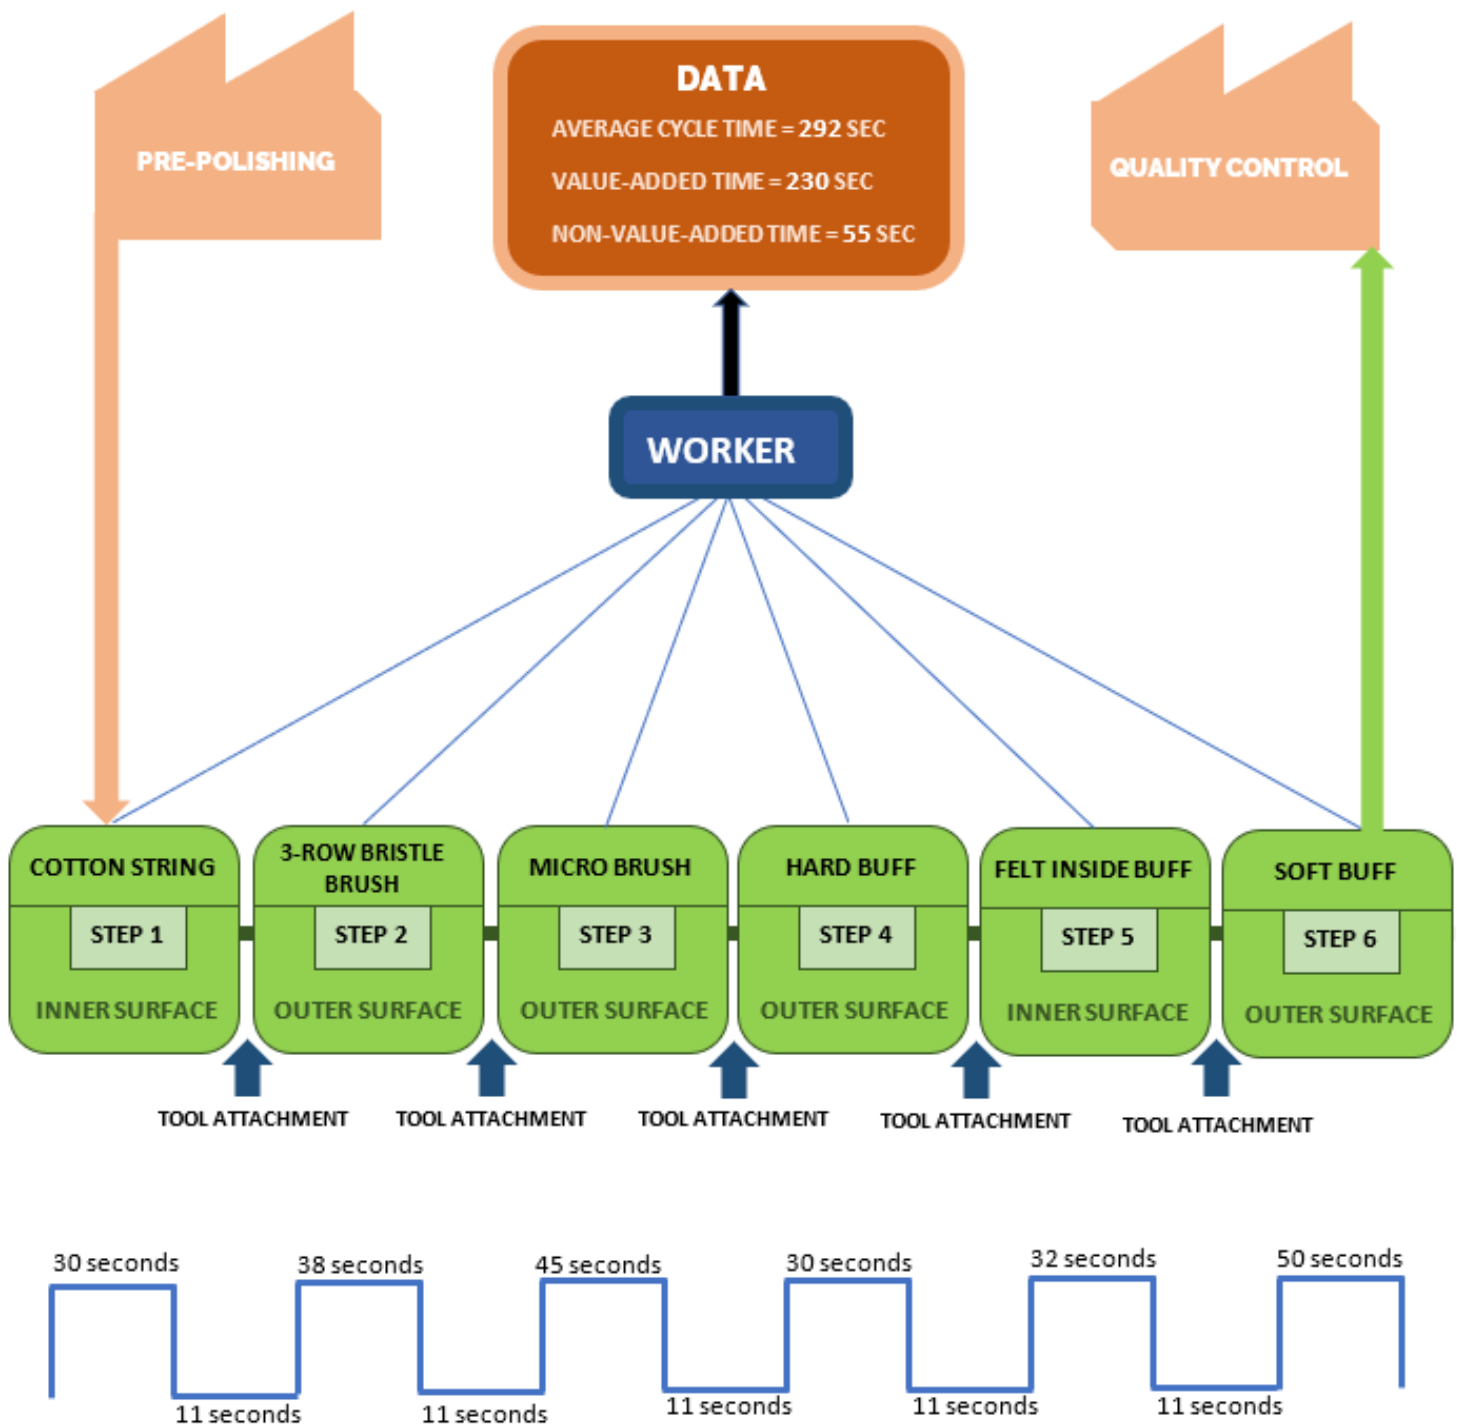 PRE-POLISHING
DATA
AVERAGE CYCLE TIME = 292 SEC
VALUE-ADDED TIME = 230 SEC
NON-VALUE-ADDED TIME = 55 SEC
QUALITY CONTROL
WORKER
COTTON STRING
STEP 1
INNER SURFACE
3-ROW BRISTLE
BRUSH
STEP 2
OUTER SURFACE
MICRO BRUSH
STEP 3
OUTER SURFACE
HARD BUFF
STEP 4
OUTER SURFACE
FELT INSIDE BUFF
STEP 5
INNER SURFACE
SOFT BUFF
STEP 6
OUTER SURFACE
TOOL ATTACHMENT
TOOL ATTACHMENT
TOOL ATTACHMENT
TOOL ATTACHMENT
TOOL ATTACHMENT
30 seconds
38 seconds
45 seconds
30 seconds
32 seconds
50 seconds
11 seconds
11 seconds
11 seconds
11 seconds
11 seconds